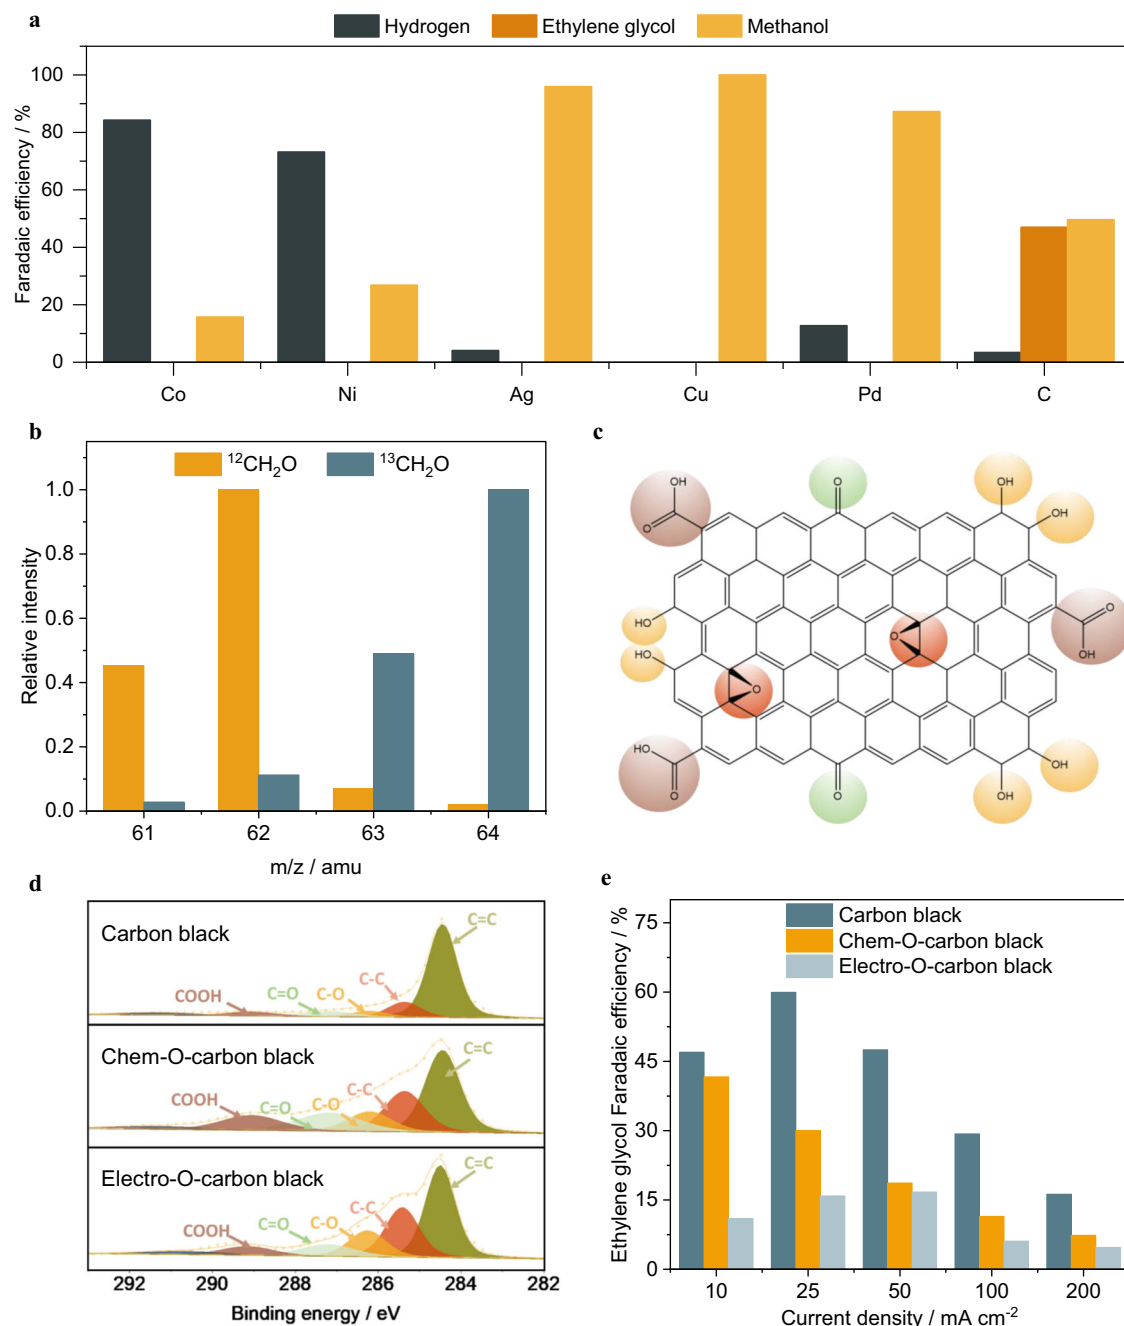 a
Hydrogen Ethylene glycol Methanol
Faradaic efficiency / %
100
80
60
40
20
0
Co Ni Ag Cu Pd C
b
¹²CH₂O ¹³CH₂O
Relative intensity
1.0
0.8
0.6
0.4
0.2
0.0
61 62 63 64
m/z / amu
c
OH
O
O
OH
OH
O
OH
HO
HO
O
O
HO
O
O
OH
OH
d
Carbon black
COOH C=O C-O C-C C=C
Chem-O-carbon black
COOH C=O C-O C-C C=C
Electro-O-carbon black
COOH C=O C-O C-C C=C
292 290 288 286 284 282
Binding energy / eV
e
Carbon black
Chem-O-carbon black
Electro-O-carbon black
Ethylene glycol Faradaic efficiency / %
75
60
45
30
15
0
10 25 50 100 200
Current density / mA cm⁻²